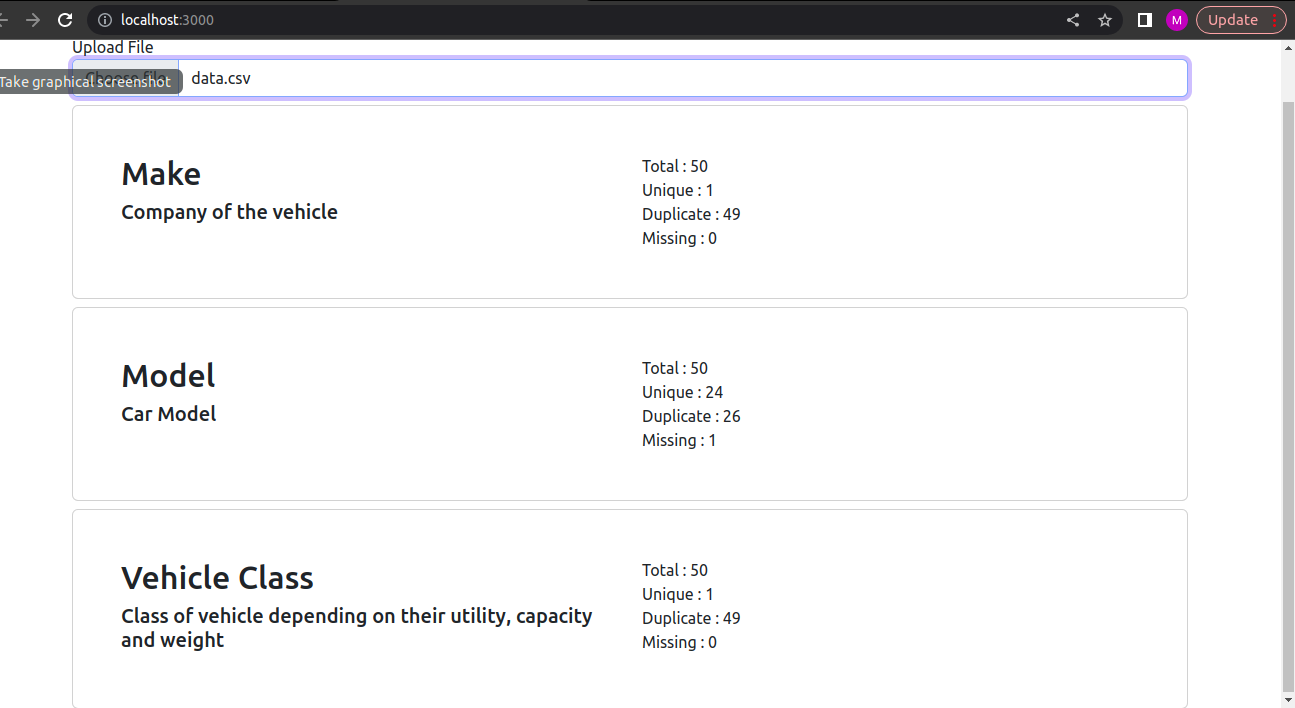 localhost:3000
M
Update
Upload File
Choose file
data.csv
Take graphical screenshot
Make
Company of the vehicle
Total : 50
Unique : 1
Duplicate : 49
Missing : 0
Model
Car Model
Total : 50
Unique : 24
Duplicate : 26
Missing : 1
Vehicle Class
Class of vehicle depending on their utility, capacity
and weight
Total : 50
Unique : 1
Duplicate : 49
Missing : 0